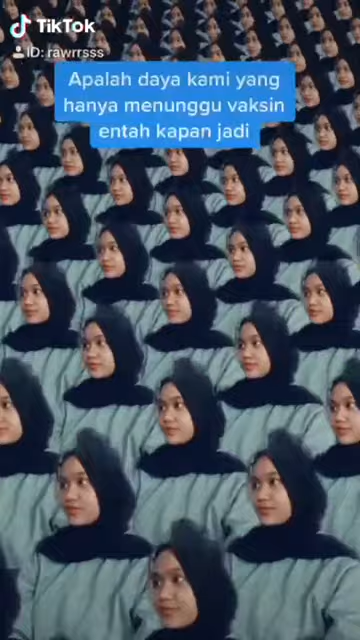 TikTok
ID: rawrrsss
Apalah daya kami yang
hanya menunggu vaksin
entah kapan jadi